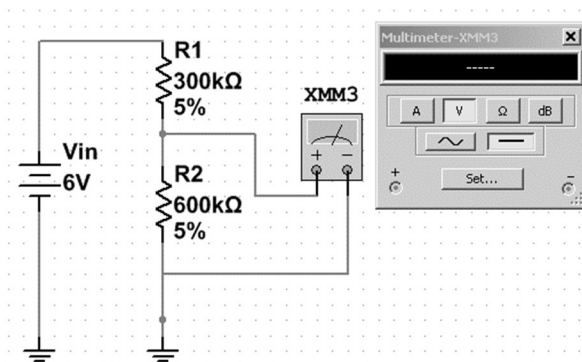 R1
300kΩ
5%
Vin
6V
R2
600kΩ
5%
XMM3
+ −
Multimeter-XMM3
-----
A V Ω dB
+ Set... −